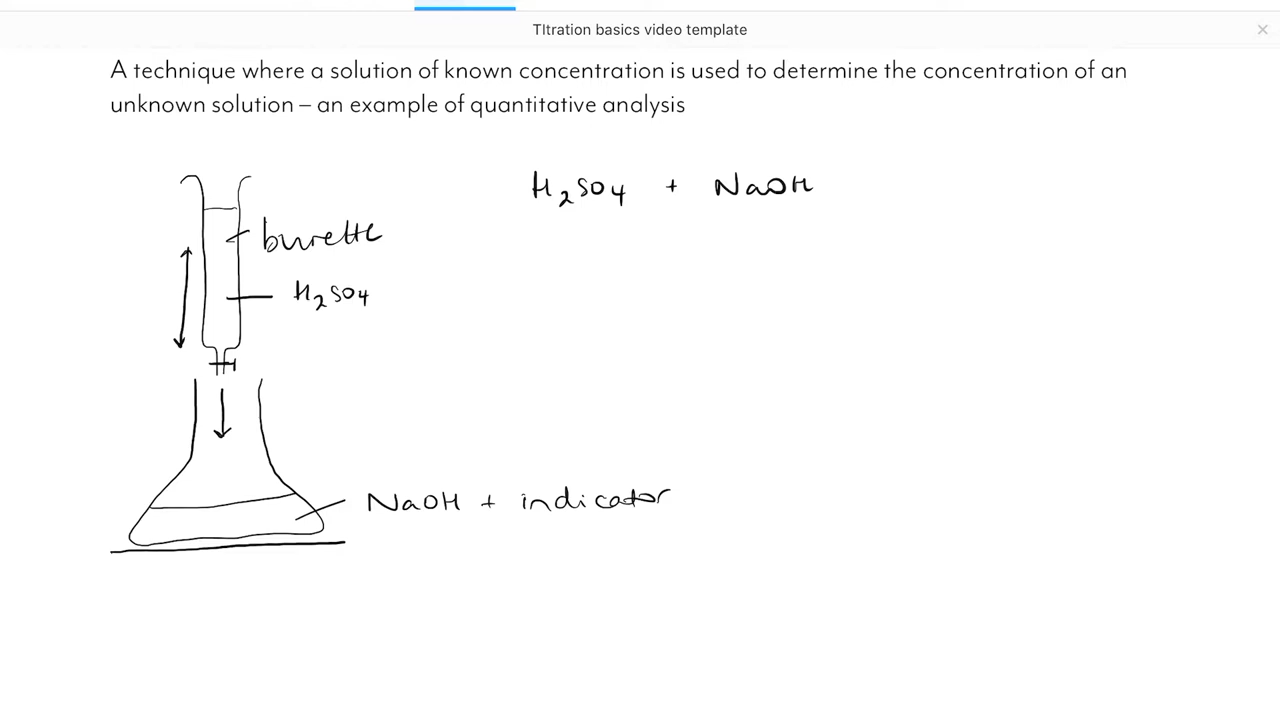 TItration basics video template
A technique where a solution of known concentration is used to determine the concentration of an
unknown solution – an example of quantitative analysis
H₂SO₄ + NaOH
burette
H₂SO₄
NaOH + indicator